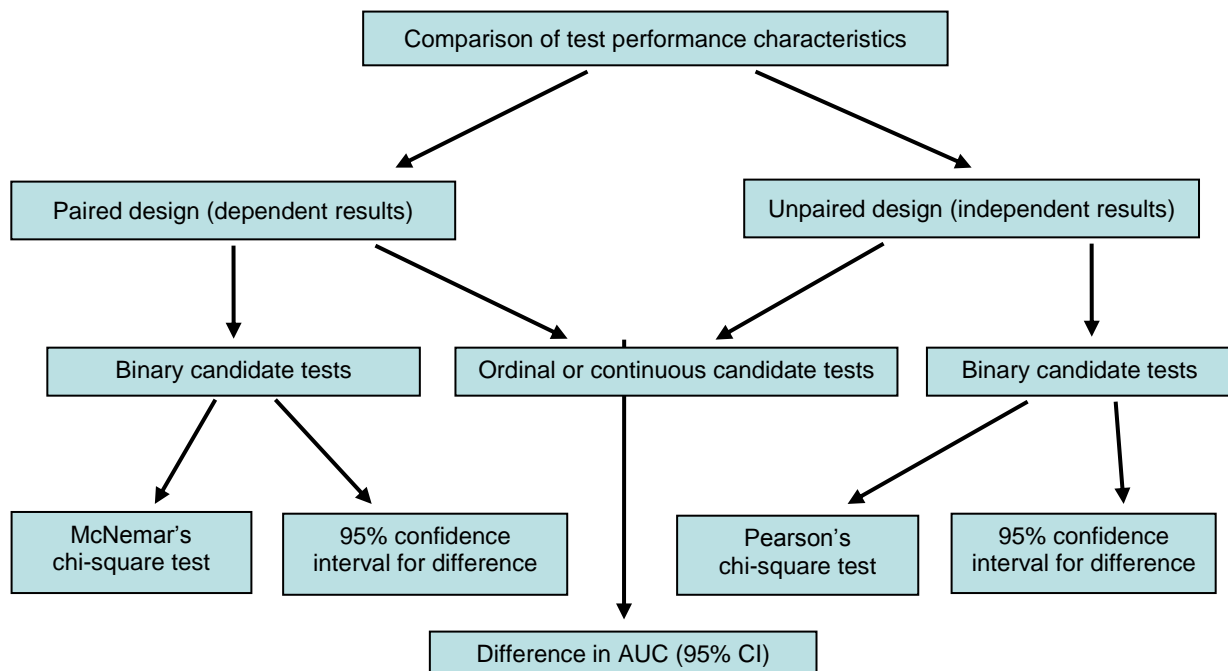 Comparison of test performance characteristics
Paired design (dependent results)
Unpaired design (independent results)
Binary candidate tests
Ordinal or continuous candidate tests
Binary candidate tests
McNemar’s
chi-square test
95% confidence
interval for difference
Pearson’s
chi-square test
95% confidence
interval for difference
Difference in AUC (95% CI)